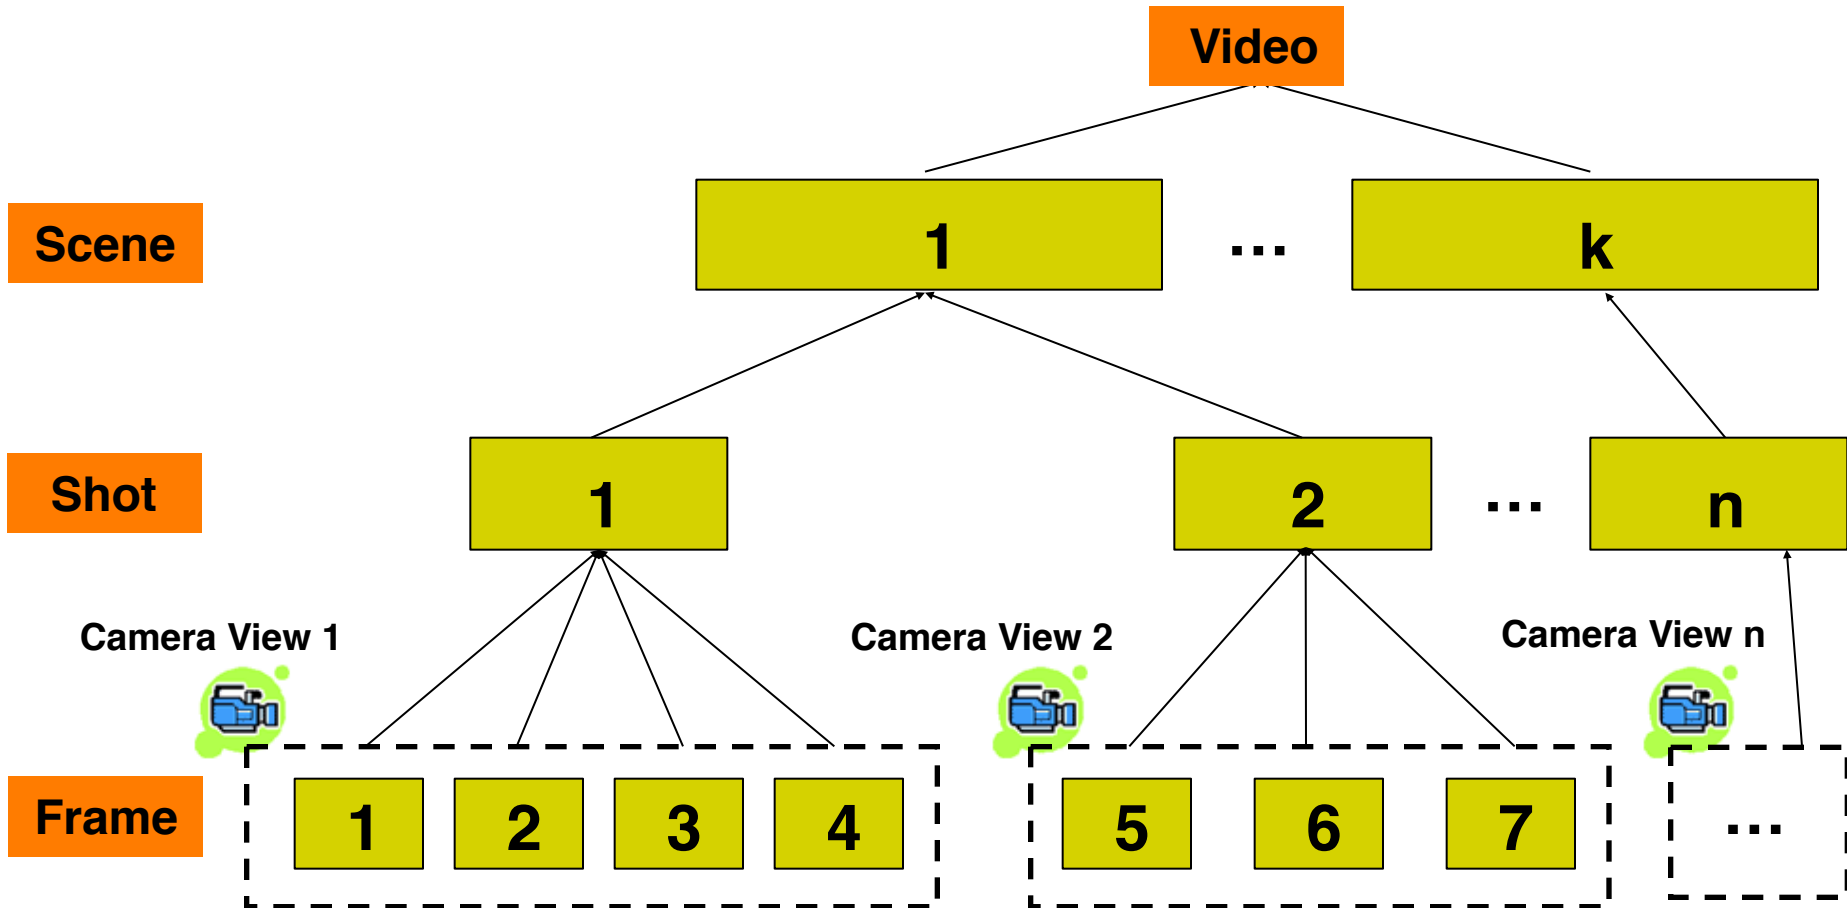 Video
Scene
1 ... k
Shot
1 2 ... n
Camera View 1 Camera View 2 Camera View n
Frame
1 2 3 4 5 6 7 ...